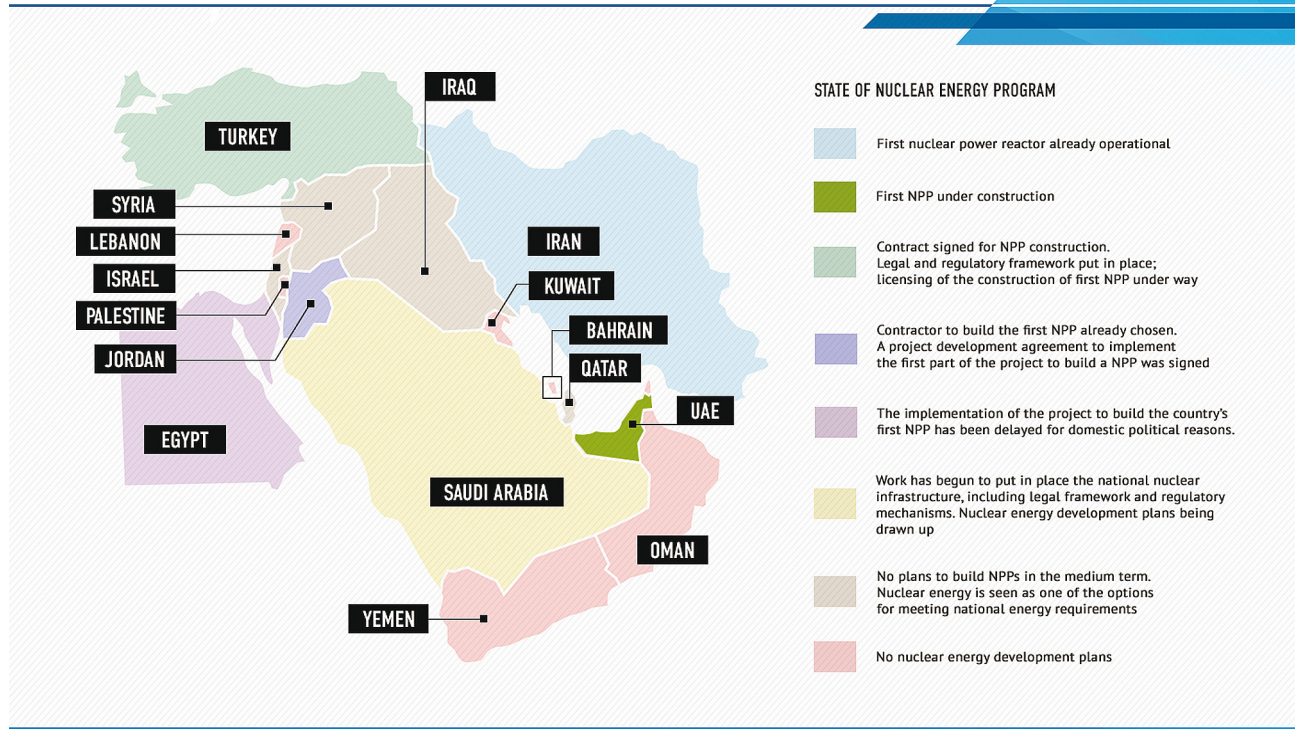 IRAQ
TURKEY
SYRIA
LEBANON
ISRAEL
PALESTINE
JORDAN
EGYPT
IRAN
KUWAIT
BAHRAIN
QATAR
UAE
SAUDI ARABIA
OMAN
YEMEN
STATE OF NUCLEAR ENERGY PROGRAM
First nuclear power reactor already operational
First NPP under construction
Contract signed for NPP construction.
Legal and regulatory framework put in place;
licensing of the construction of first NPP under way
Contractor to build the first NPP already chosen.
A project development agreement to implement
the first part of the project to build a NPP was signed
The implementation of the project to build the country's
first NPP has been delayed for domestic political reasons.
Work has begun to put in place the national nuclear
infrastructure, including legal framework and regulatory
mechanisms. Nuclear energy development plans being
drawn up
No plans to build NPPs in the medium term.
Nuclear energy is seen as one of the options
for meeting national energy requirements
No nuclear energy development plans